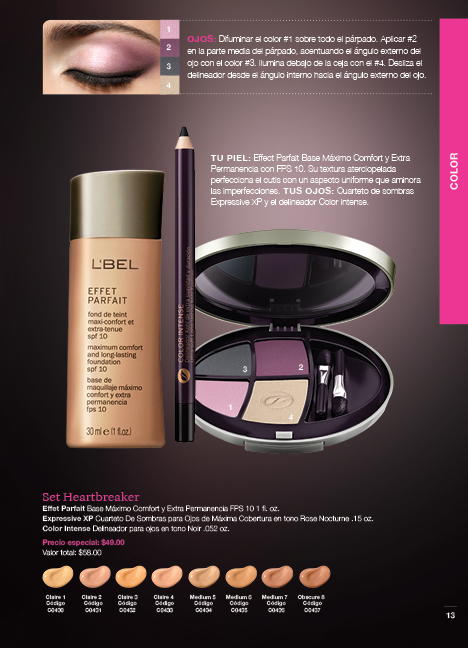 1
2
3
4
OJOS: Difuminar el color #1 sobre todo el párpado. Aplicar #2
en la parte media del párpado, acentuando el ángulo externo del
ojo con el color #3. Ilumina debajo de la ceja con el #4. Desliza el
delineador desde el ángulo interno hacia el ángulo externo del ojo.
COLOR
TU PIEL: Effect Parfait Base Máximo Comfort y Extra
Permanencia con FPS 10. Su textura aterciopelada
perfecciona el cutis con un aspecto uniforme que aminora
las imperfecciones. TUS OJOS: Cuarteto de sombras
Expressive XP y el delineador Color Intense.
L'BEL
EFFET
PARFAIT
fond de teint
maxi-confort et
extra-tenue
spf 10
maximum comfort
and long-lasting
foundation
spf 10
base de
maquillaje máximo
confort y extra
permanencia
fps 10
30 ml e (1 fl.oz.)
COLOR INTENSE
3
2
1
4
Set Heartbreaker
Effet Parfait Base Máximo Comfort y Extra Permanencia FPS 10 1 fl. oz.
Expressive XP Cuarteto De Sombras para Ojos de Máxima Cobertura en tono Rose Nocturne .15 oz.
Color Intense Delineador para ojos en tono Noir .052 oz.
Precio especial: $49.00
Valor total: $58.00
Claire 1 Código C0430
Claire 2 Código C0431
Claire 3 Código C0432
Claire 4 Código C0433
Medium 5 Código C0434
Medium 6 Código C0435
Medium 7 Código C0436
Obscure 8 Código C0437
13